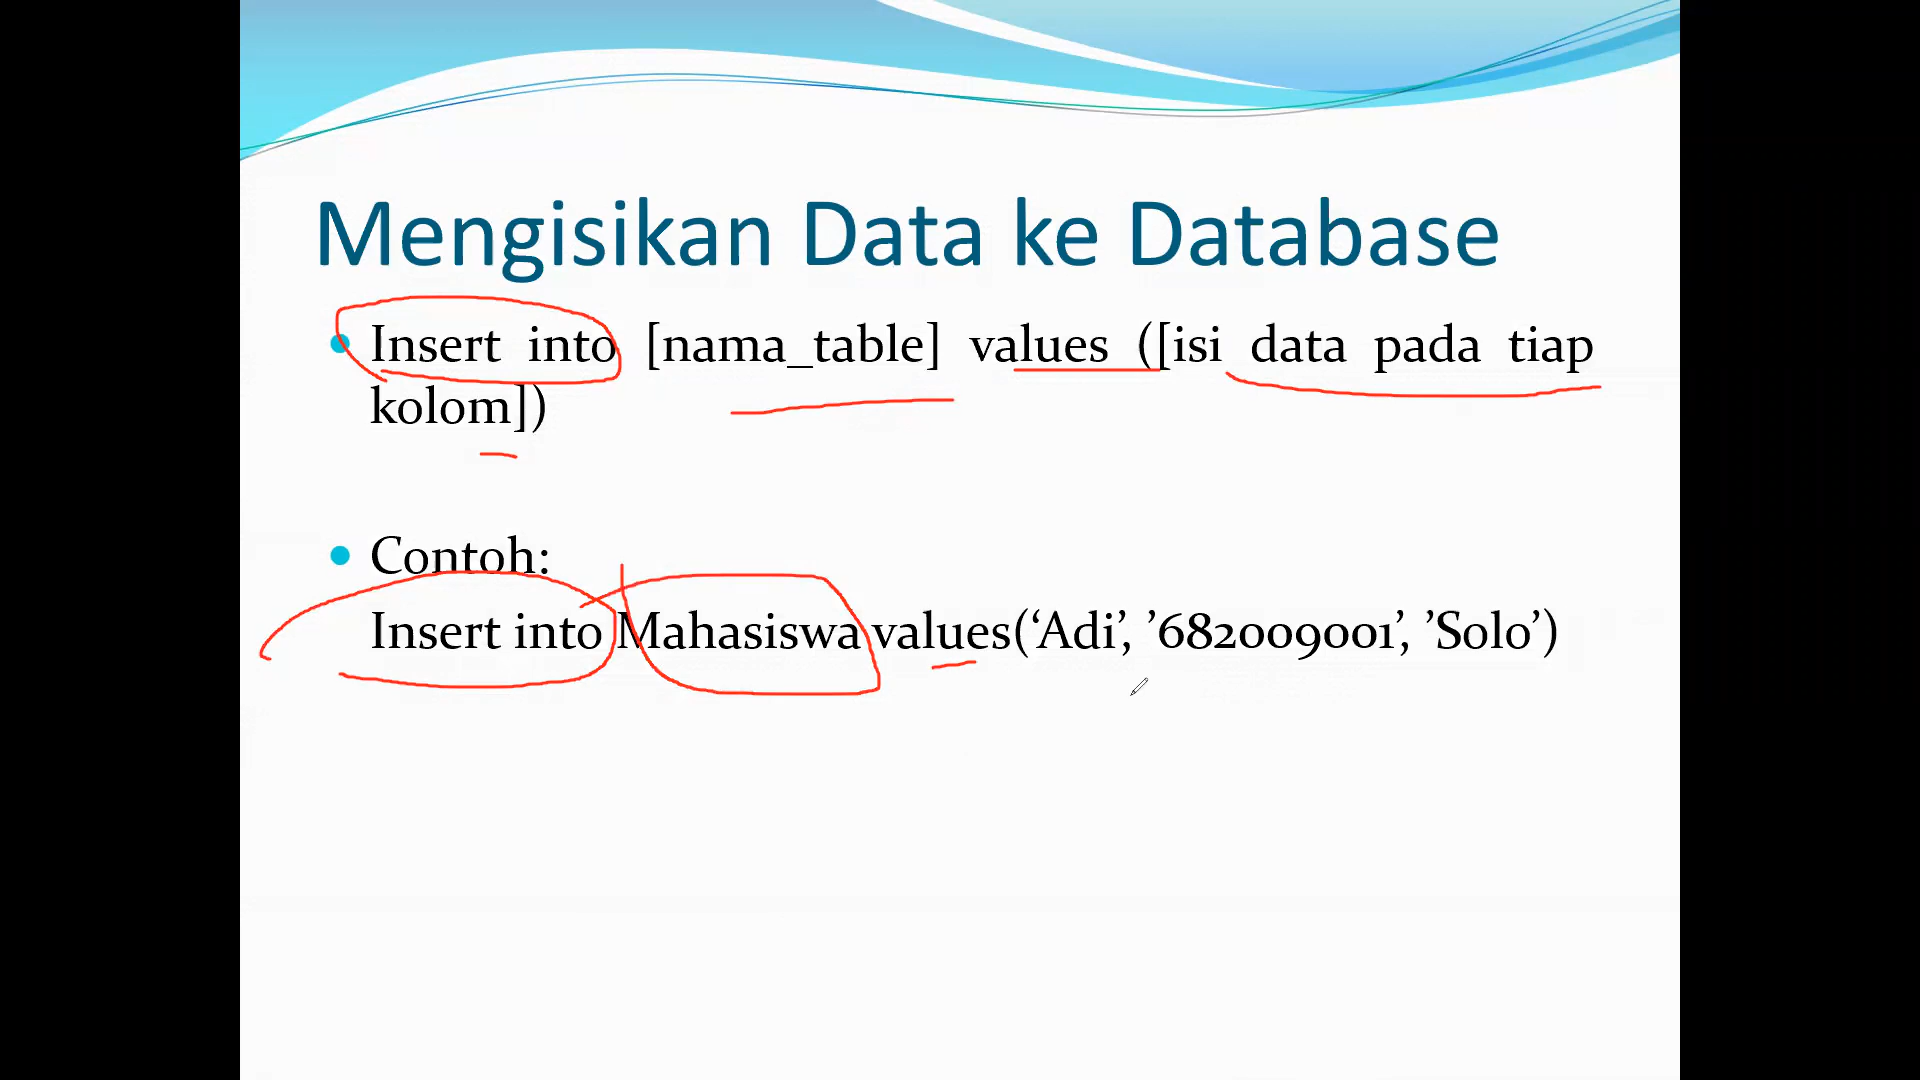 Mengisikan Data ke Database
Insert into [nama_table] values ([isi data pada tiap
kolom])
Contoh:
Insert into Mahasiswa values(‘Adi’, ’682009001’, ’Solo’)